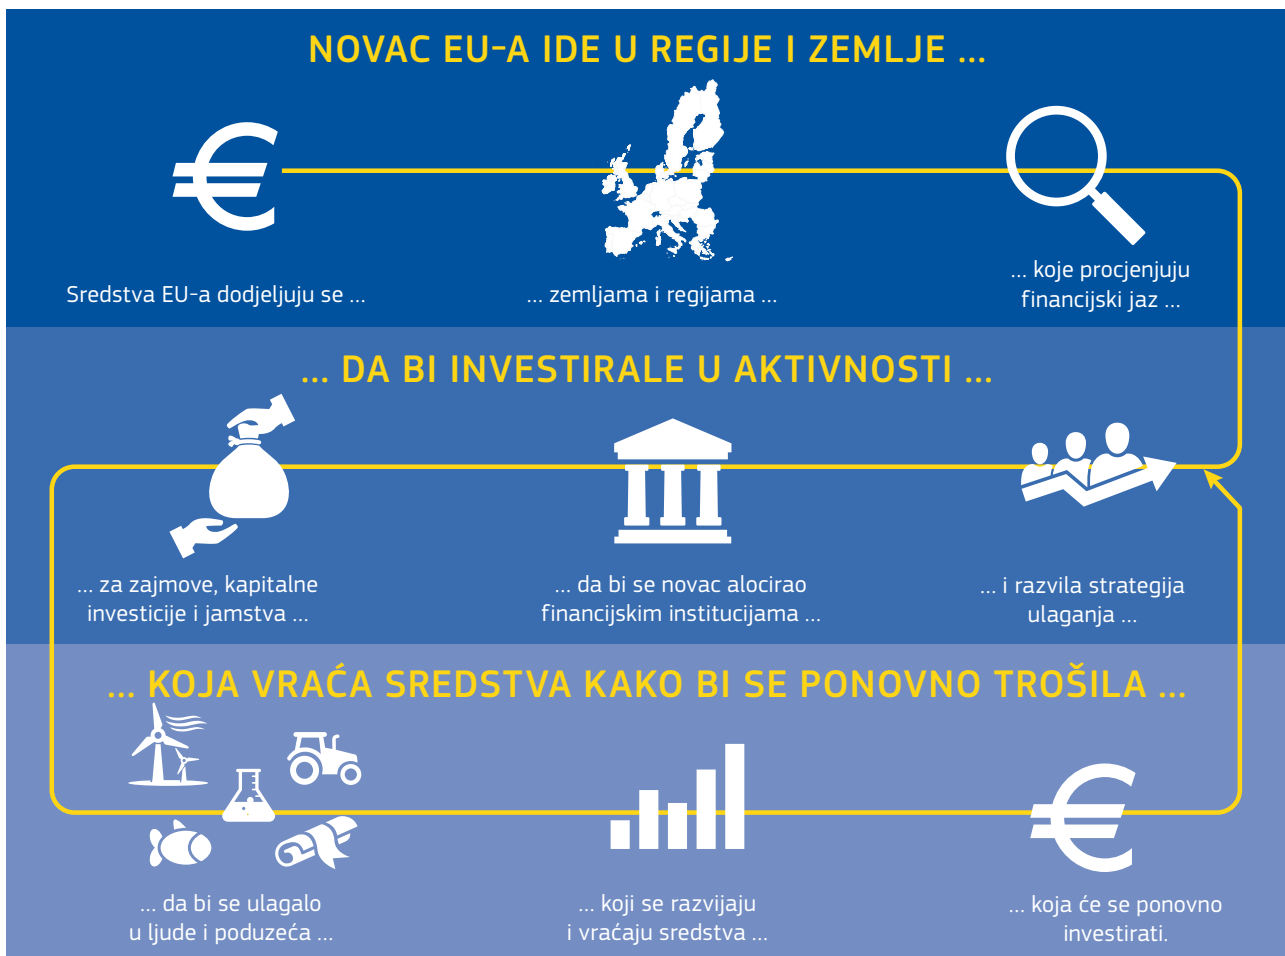 NOVAC EU-A IDE U REGIJE I ZEMLJE ...
Sredstva EU-a dodjeljuju se ...
... zemljama i regijama ...
... koje procjenjuju
financijski jaz ...
... DA BI INVESTIRALE U AKTIVNOSTI ...
... za zajmove, kapitalne
investicije i jamstva ...
... da bi se novac alocirao
financijskim institucijama ...
... i razvila strategija
ulaganja ...
... KOJA VRAĆA SREDSTVA KAKO BI SE PONOVNO TROŠILA ...
... da bi se ulagalo
u ljude i poduzeća ...
... koji se razvijaju
i vraćaju sredstva ...
... koja će se ponovno
investirati.